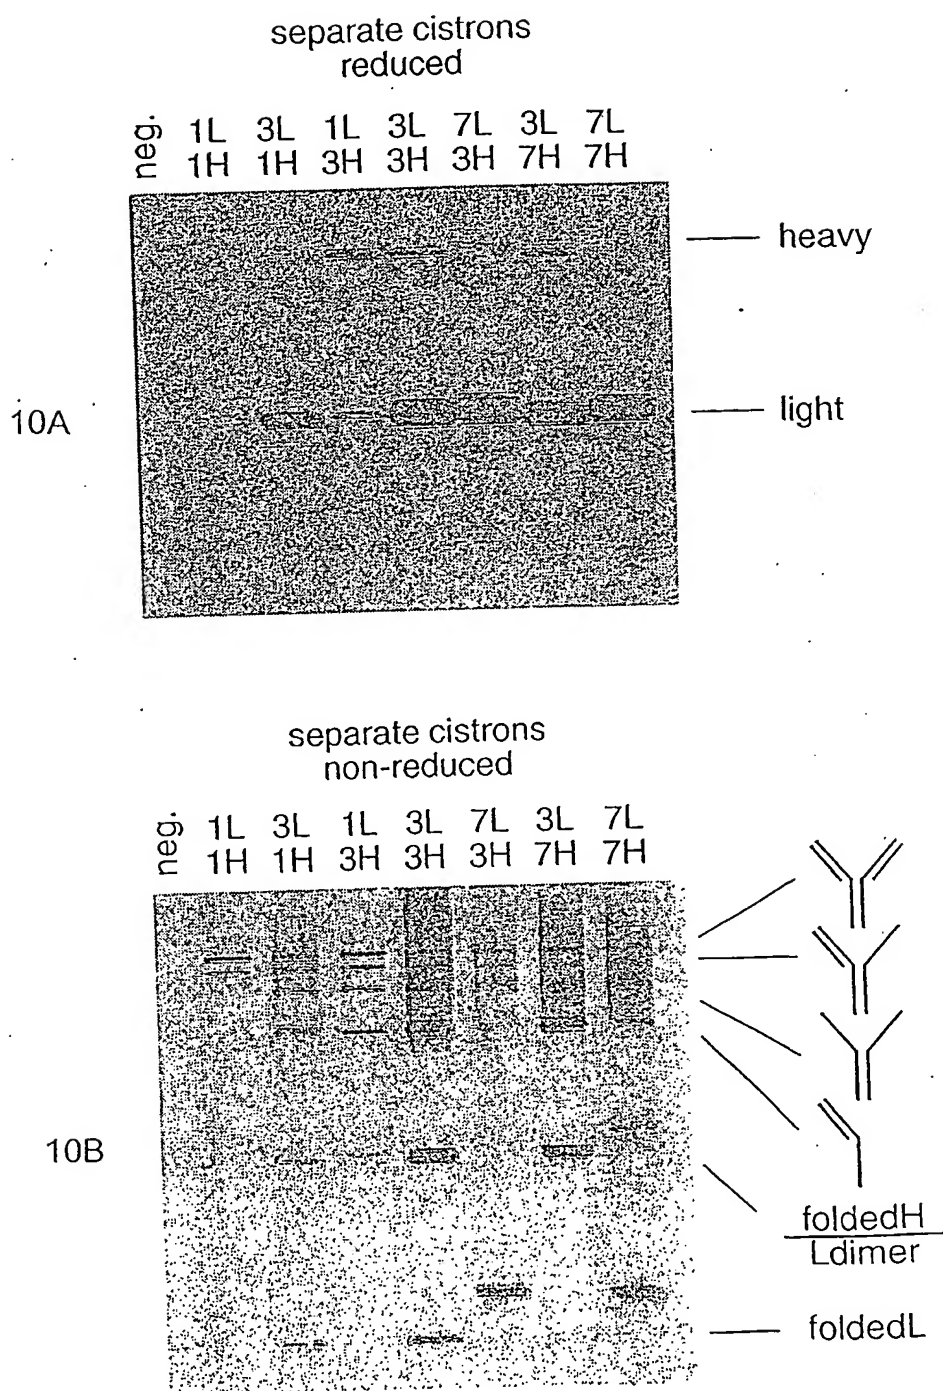 separate cistrons
reduced
neg. 1L 3L 1L 3L 7L 3L 7L
1H 1H 3H 3H 3H 7H 7H
heavy
10A
light
separate cistrons
non-reduced
neg. 1L 3L 1L 3L 7L 3L 7L
1H 1H 3H 3H 3H 7H 7H
10B
foldedH
Ldimer
foldedL